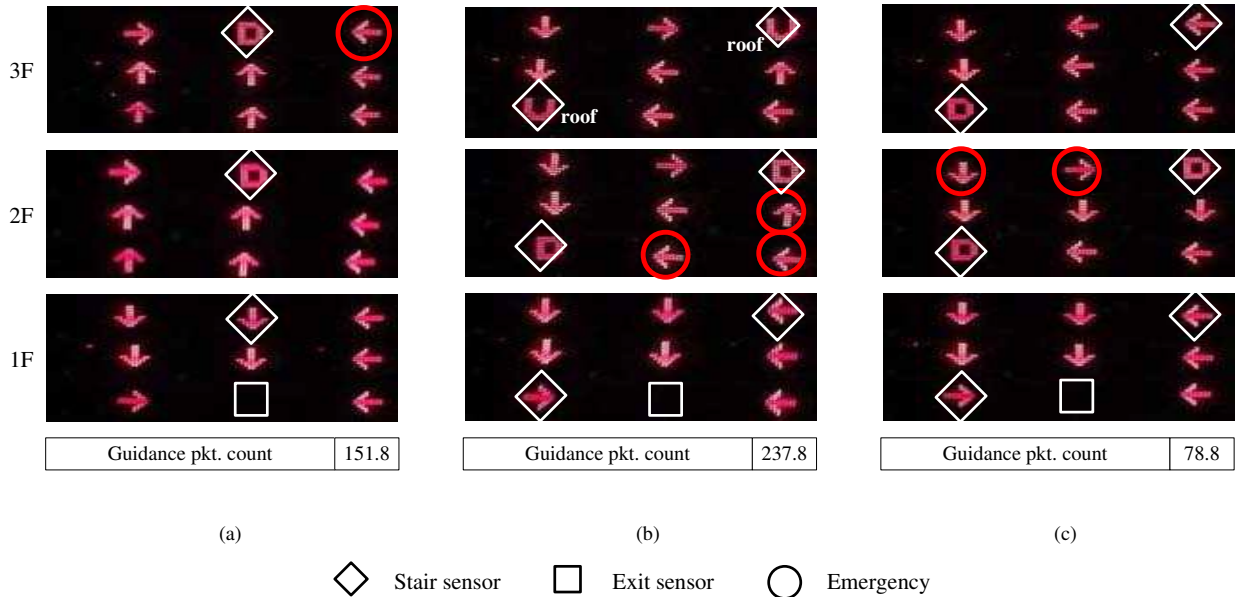 D
U
roof
3F
U roof
D
D
D
D
2F
D
D
1F
Guidance pkt. count 151.8
Guidance pkt. count 237.8
Guidance pkt. count 78.8
(a)
(b)
(c)
Stair sensor
Exit sensor
Emergency